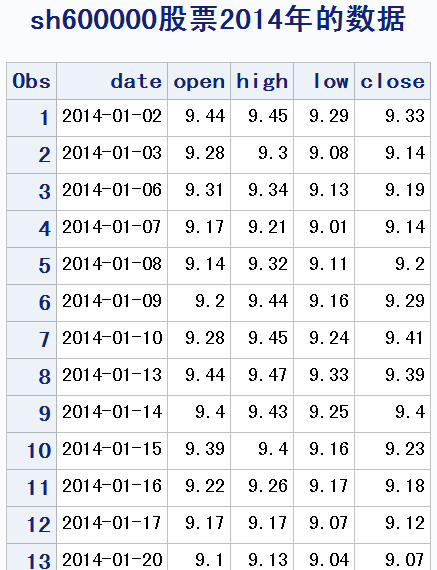 sh600000股票2014年的数据
Obs date open high low close
1 2014-01-02 9.44 9.45 9.29 9.33
2 2014-01-03 9.28 9.3 9.08 9.14
3 2014-01-06 9.31 9.34 9.13 9.19
4 2014-01-07 9.17 9.21 9.01 9.14
5 2014-01-08 9.14 9.32 9.11 9.2
6 2014-01-09 9.2 9.44 9.16 9.29
7 2014-01-10 9.28 9.45 9.24 9.41
8 2014-01-13 9.44 9.47 9.33 9.39
9 2014-01-14 9.4 9.43 9.25 9.4
10 2014-01-15 9.39 9.4 9.16 9.23
11 2014-01-16 9.22 9.26 9.17 9.18
12 2014-01-17 9.17 9.17 9.07 9.12
13 2014-01-20 9.1 9.13 9.04 9.07